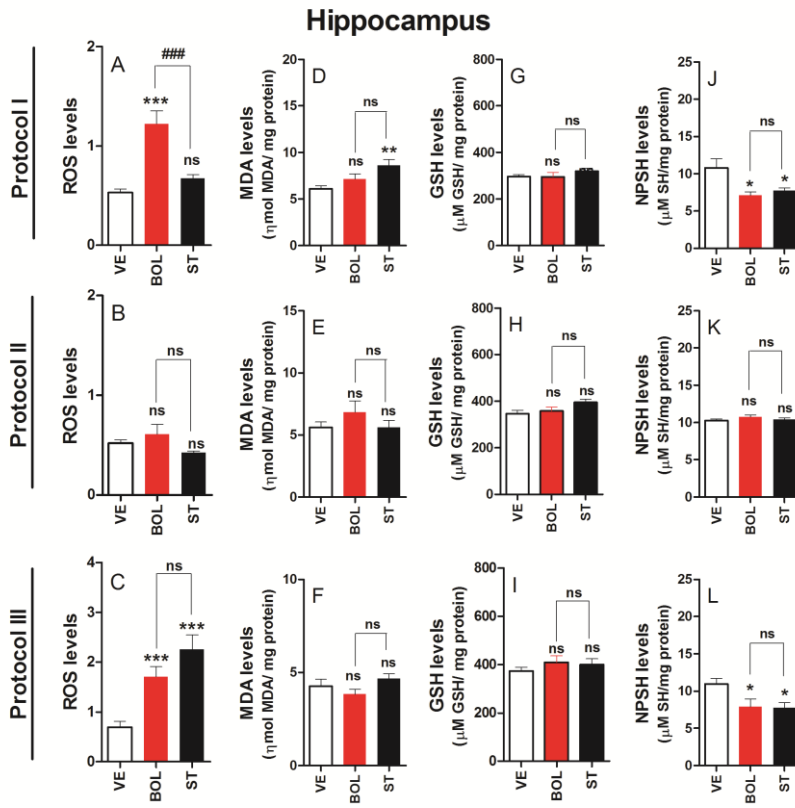 Hippocampus
Protocol I
A
ROS levels
2
1
0
***
###
ns
VE
BOL
ST
D
MDA levels
(ηmol MDA/ mg protein)
20
15
10
5
0
ns
ns
**
VE
BOL
ST
G
GSH levels
(μM GSH/ mg protein)
800
600
400
200
0
ns
ns
VE
BOL
ST
J
NPSH levels
(μM SH/mg protein)
25
20
15
10
5
0
ns
*
*
VE
BOL
ST
Protocol II
B
ROS levels
2
1
0
ns
ns
ns
VE
BOL
ST
E
MDA levels
(ηmol MDA/ mg protein)
15
10
5
0
ns
ns
ns
VE
BOL
ST
H
GSH levels
(μM GSH/ mg protein)
800
600
400
200
0
ns
ns
ns
VE
BOL
ST
K
NPSH levels
(μM SH/mg protein)
25
20
15
10
5
0
ns
ns
ns
VE
BOL
ST
Protocol III
C
ROS levels
4
3
2
1
0
ns
***
***
VE
BOL
ST
F
MDA levels
(ηmol MDA/ mg protein)
10
5
0
ns
ns
ns
VE
BOL
ST
I
GSH levels
(μM GSH/ mg protein)
800
600
400
200
0
ns
ns
ns
VE
BOL
ST
L
NPSH levels
(μM SH/mg protein)
25
20
15
10
5
0
ns
*
*
VE
BOL
ST